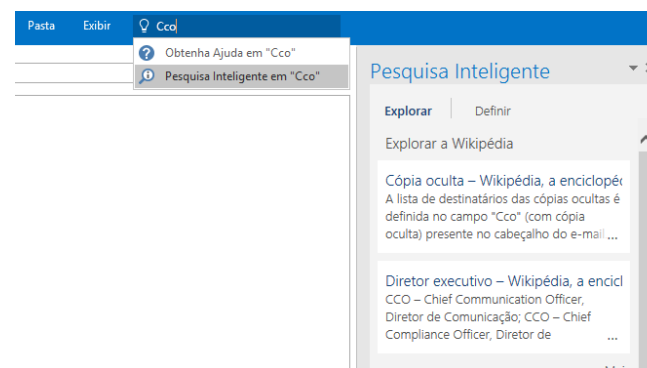 Pasta Exibir Cco
Obtenha Ajuda em "Cco"
Pesquisa Inteligente em "Cco"
Pesquisa Inteligente
Explorar Definir
Explorar a Wikipédia
Cópia oculta – Wikipédia, a enciclopéc
A lista de destinatários das cópias ocultas é
definida no campo "Cco" (com cópia
oculta) presente no cabeçalho do e-mail ...
Diretor executivo – Wikipédia, a encicl
CCO – Chief Communication Officer,
Diretor de Comunicação; CCO – Chief
Compliance Officer, Diretor de ...